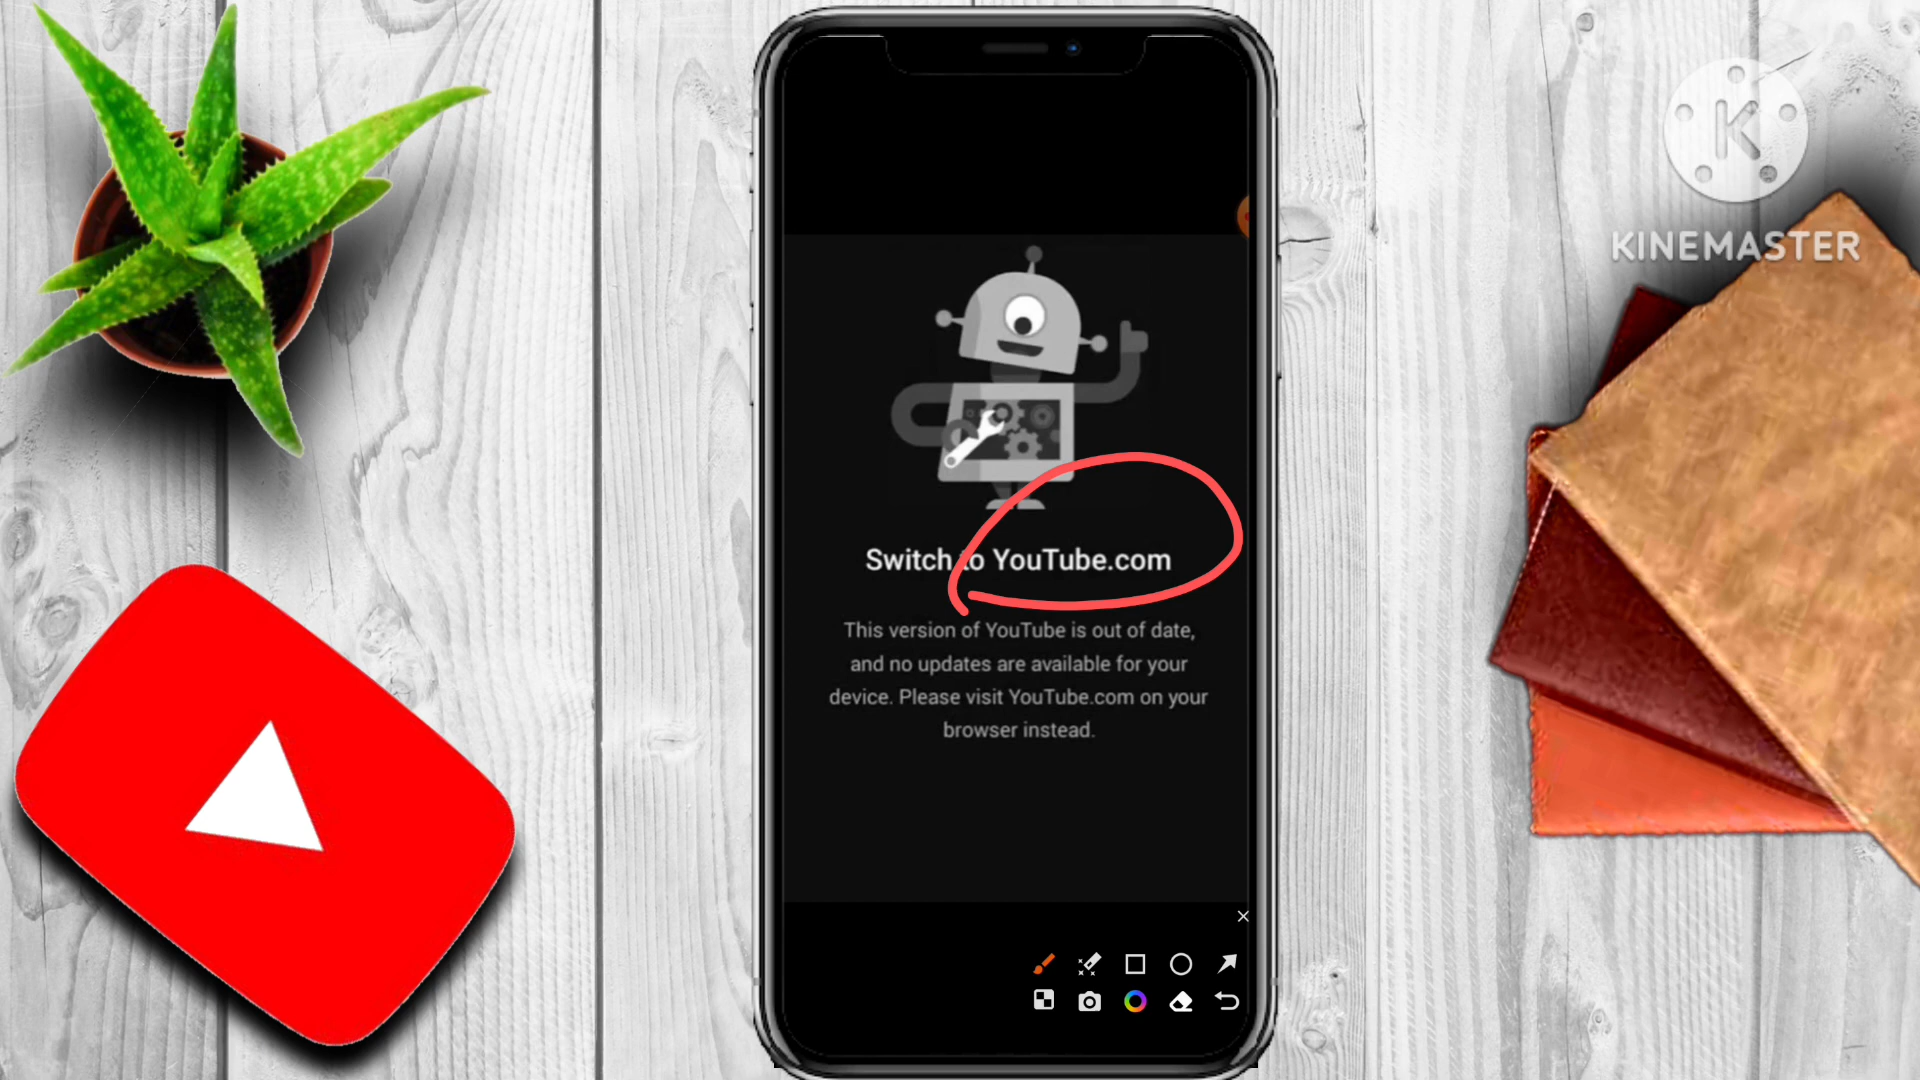 KINEMASTER
Switch to YouTube.com
This version of YouTube is out of date,
and no updates are available for your
device. Please visit YouTube.com on your
browser instead.